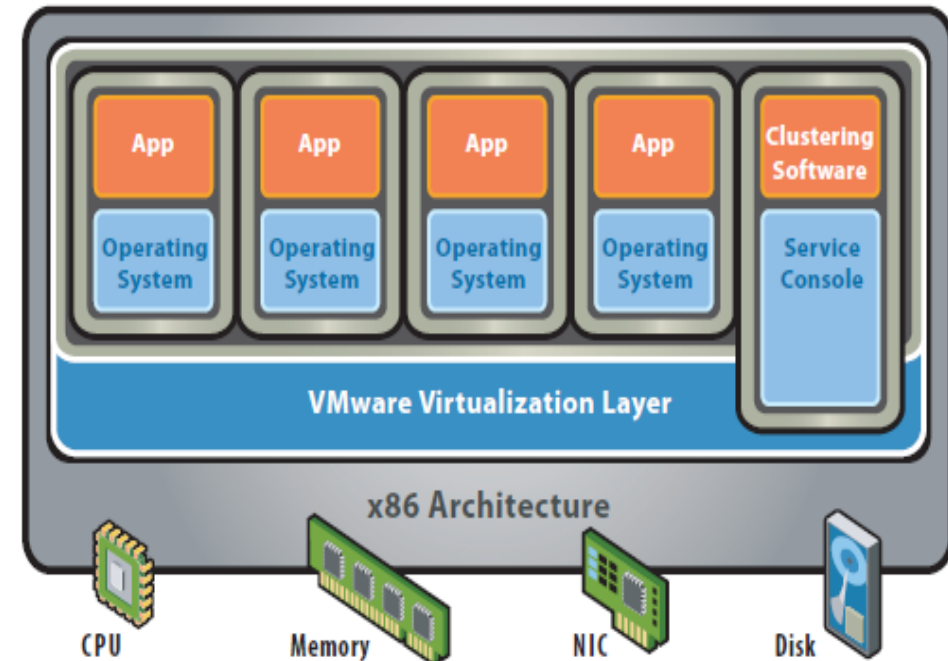 App
App
App
App
Clustering
Software
Operating
System
Operating
System
Operating
System
Operating
System
Service
Console
VMware Virtualization Layer
x86 Architecture
CPU
Memory
NIC
Disk